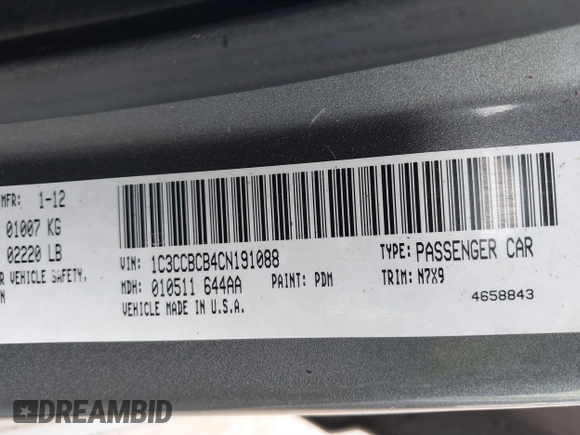 MFR: 1-12
01007 KG
02220 LB
R VEHICLE SAFETY,
N
VIN: 1C3CCBCB4CN191088
TYPE: PASSENGER CAR
MDH: 010511 644AA
PAINT: PDM
TRIM: N7X9
VEHICLE MADE IN U.S.A.
4658843
DREAMBID